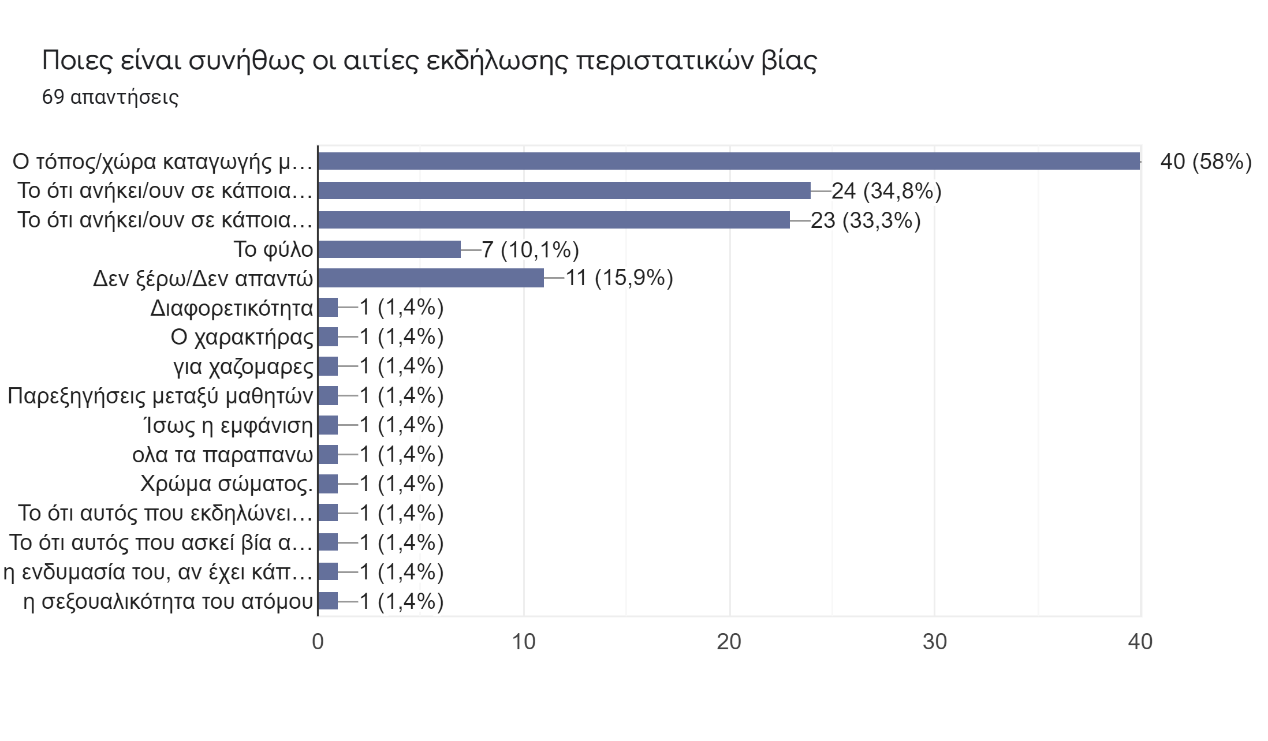 Ποιες είναι συνήθως οι αιτίες εκδήλωσης περιστατικών βίας
69 απαντήσεις
Ο τόπος/χώρα καταγωγής μ… 40 (58%)
Το ότι ανήκει/ουν σε κάποια… 24 (34,8%)
Το ότι ανήκει/ουν σε κάποια… 23 (33,3%)
Το φύλο 7 (10,1%)
Δεν ξέρω/Δεν απαντώ 11 (15,9%)
Διαφορετικότητα 1 (1,4%)
Ο χαρακτήρας 1 (1,4%)
για χαζομαρες 1 (1,4%)
Παρεξηγήσεις μεταξύ μαθητών 1 (1,4%)
Ίσως η εμφάνιση 1 (1,4%)
ολα τα παραπανω 1 (1,4%)
Χρώμα σώματος. 1 (1,4%)
Το ότι αυτός που εκδηλώνει… 1 (1,4%)
Το ότι αυτός που ασκεί βία α… 1 (1,4%)
η ενδυμασία του, αν έχει κάπ… 1 (1,4%)
η σεξουαλικότητα του ατόμου 1 (1,4%)
0 10 20 30 40